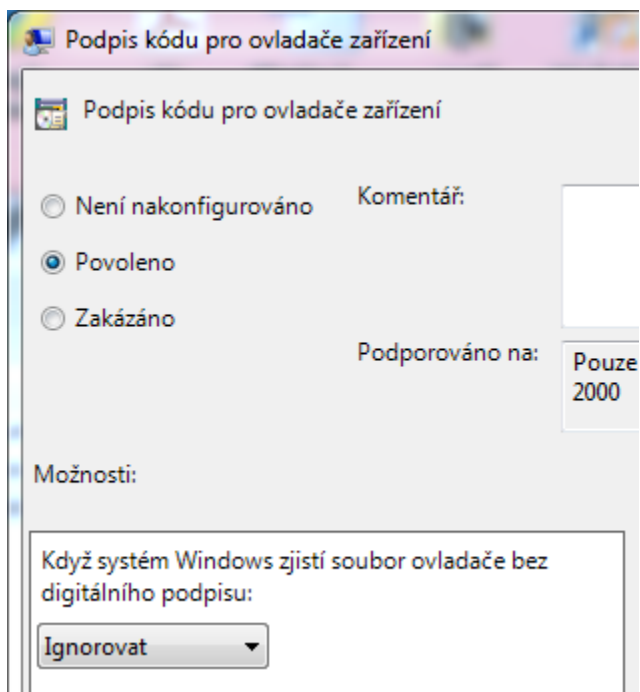 Podpis kódu pro ovladače zařízení
Podpis kódu pro ovladače zařízení
Není nakonfigurováno
Komentář:
Povoleno
Zakázáno
Podporováno na:
Pouze
2000
Možnosti:
Když systém Windows zjistí soubor ovladače bez
digitálního podpisu:
Ignorovat